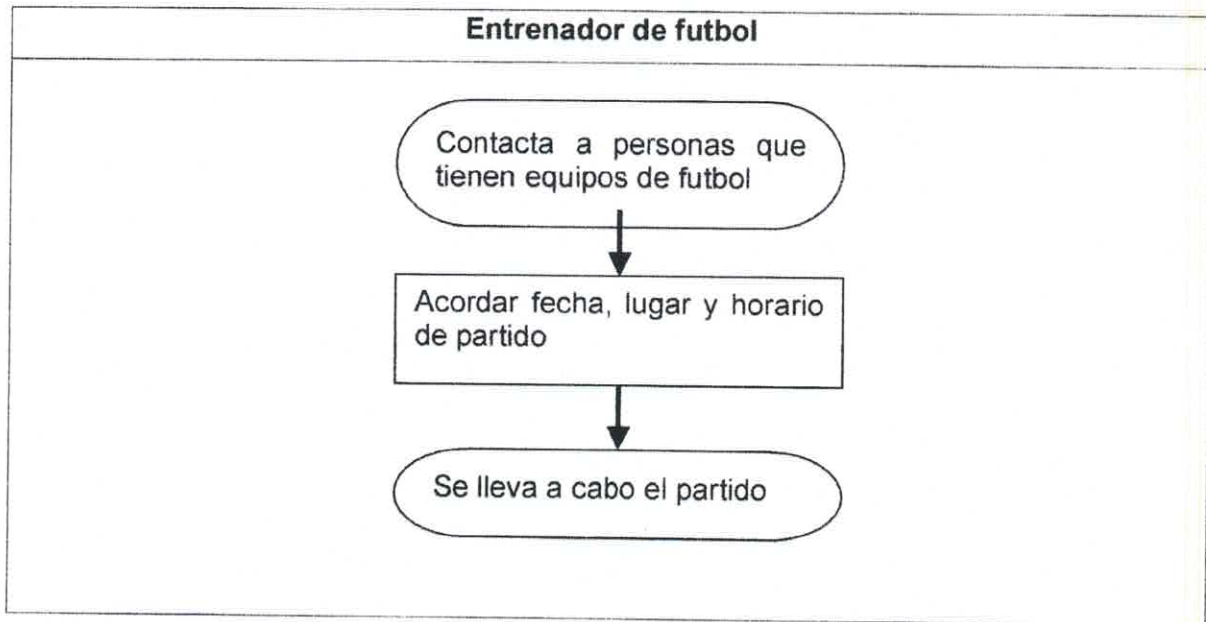 Entrenador de futbol
Contacta a personas que
tienen equipos de futbol
Acordar fecha, lugar y horario
de partido
Se lleva a cabo el partido